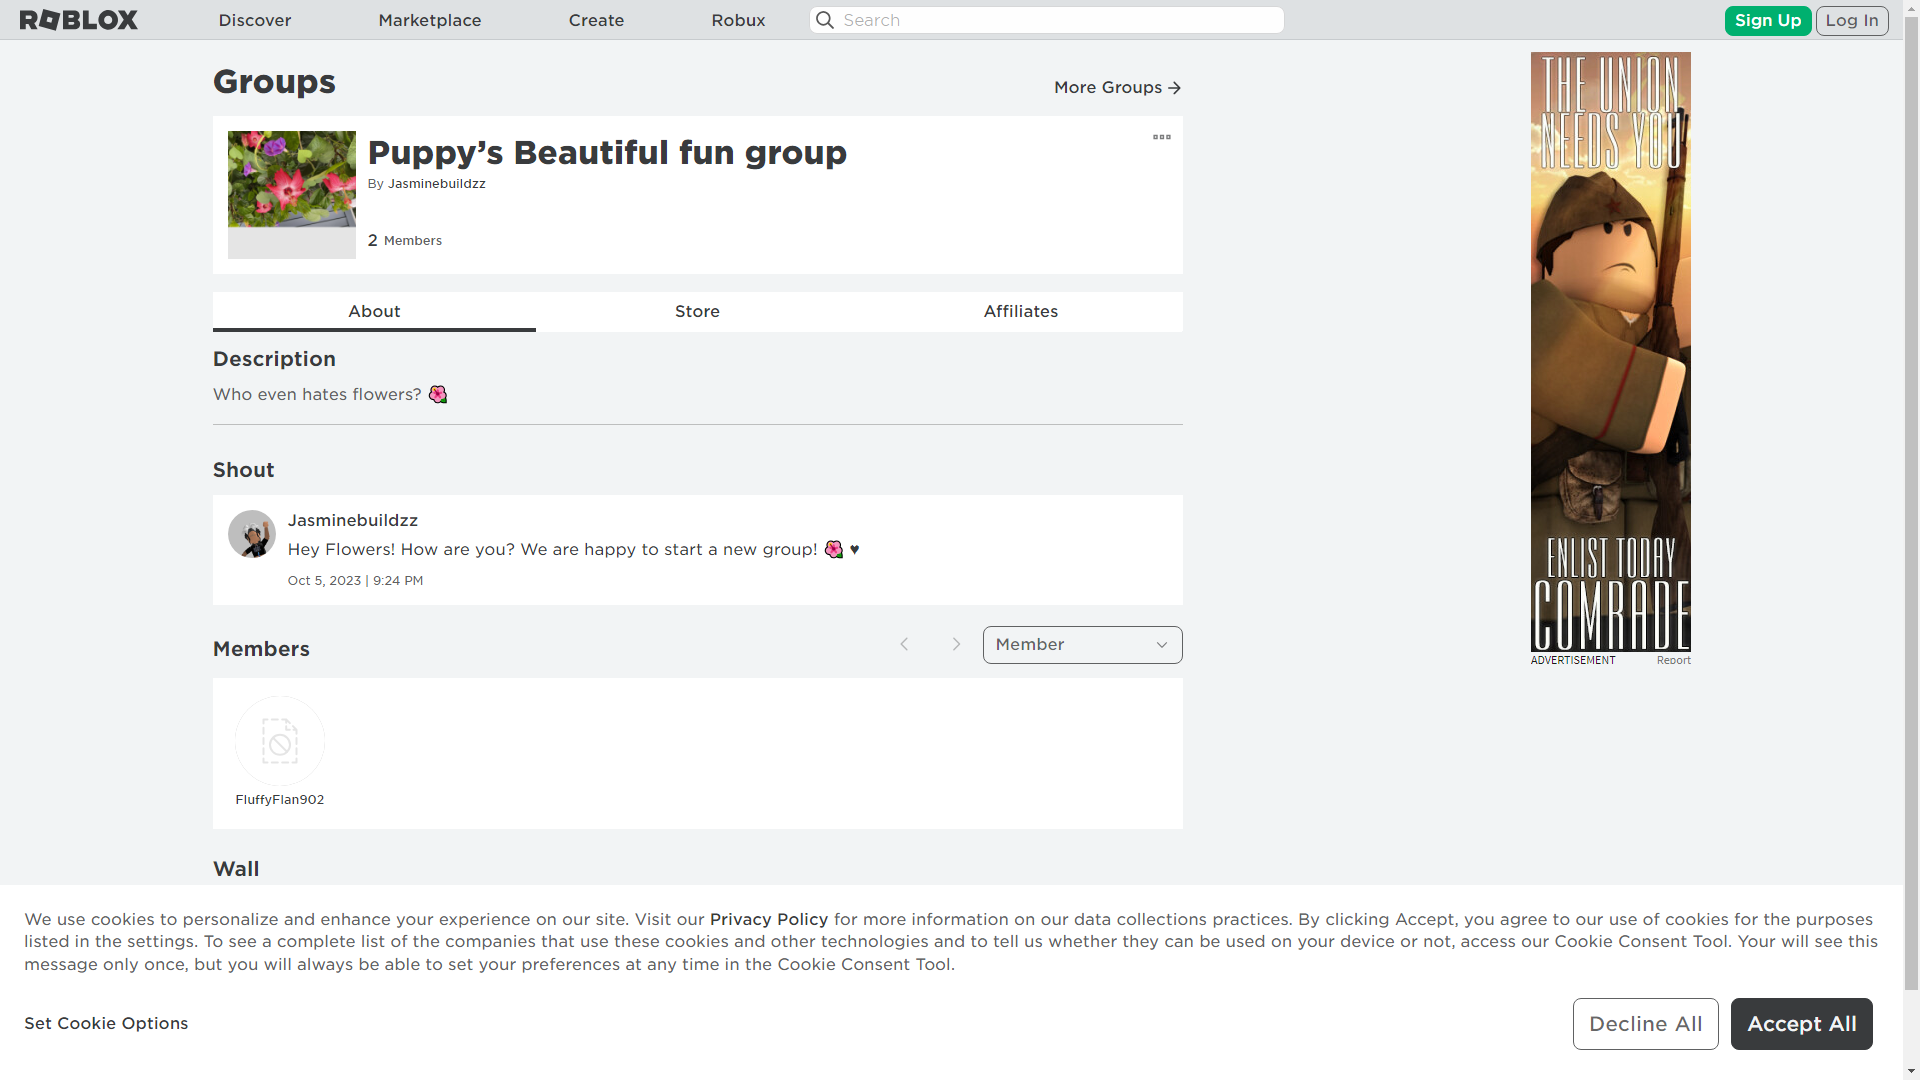 ROBLOX
Discover
Marketplace
Create
Robux
Search
Sign Up
Log In
Groups
More Groups
Puppy’s Beautiful fun group
By Jasminebuildzz
2 Members
About
Store
Affiliates
Description
Who even hates flowers? 🌺
Shout
Jasminebuildzz
Hey Flowers! How are you? We are happy to start a new group! 🌺 ♥
Oct 5, 2023 | 9:24 PM
Members
Member
FluffyFlan902
Wall
THE UNION
NEEDS YOU
ENLIST TODAY
COMRADE
ADVERTISEMENT
Report
We use cookies to personalize and enhance your experience on our site. Visit our Privacy Policy for more information on our data collections practices. By clicking Accept, you agree to our use of cookies for the purposes
listed in the settings. To see a complete list of the companies that use these cookies and other technologies and to tell us whether they can be used on your device or not, access our Cookie Consent Tool. Your will see this
message only once, but you will always be able to set your preferences at any time in the Cookie Consent Tool.
Set Cookie Options
Decline All
Accept All